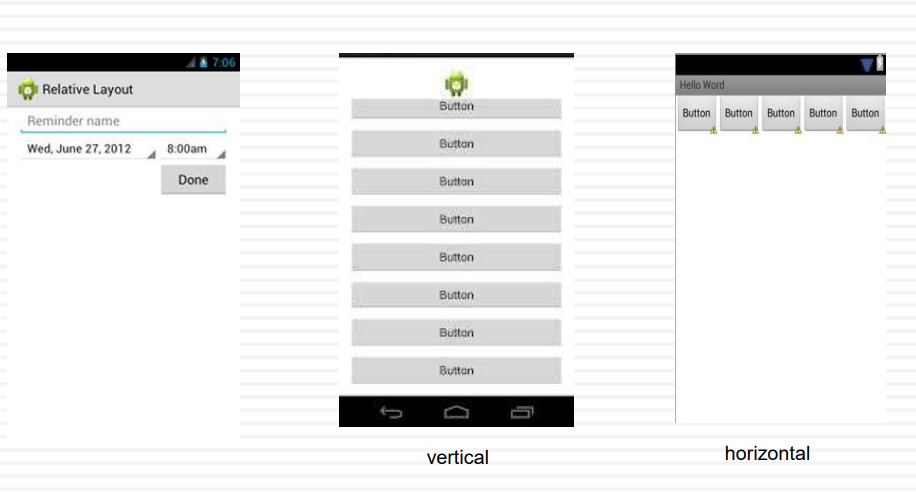 7:06
Relative Layout
Reminder name
Wed, June 27, 2012 8:00am
Done
Button
Button
Button
Button
Button
Button
Button
Button
vertical
Hello Word
Button Button Button Button Button
horizontal